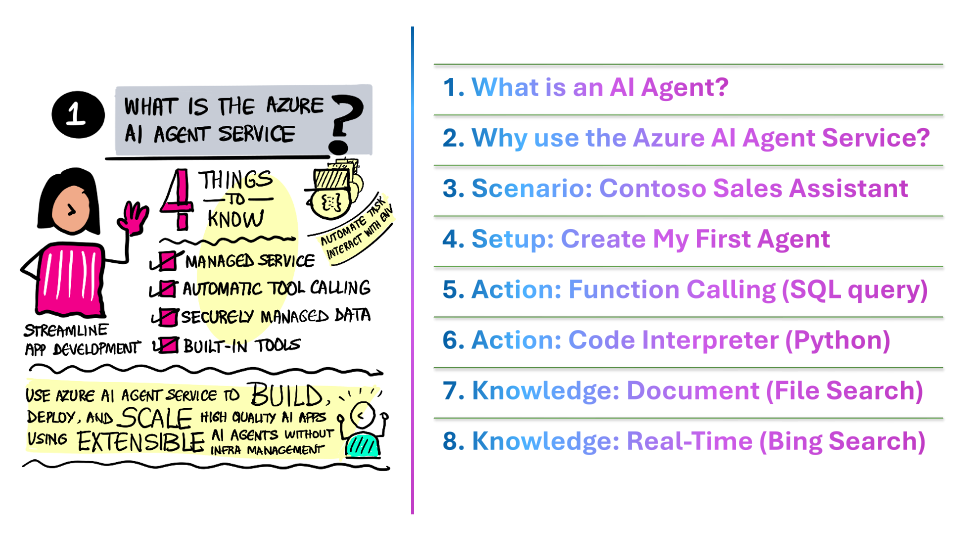 1
WHAT IS THE AZURE
AI AGENT SERVICE
?
4 THINGS
TO
KNOW
AUTOMATE TASK
INTERACT WITH ENV
MANAGED SERVICE
AUTOMATIC TOOL CALLING
SECURELY MANAGED DATA
BUILT-IN TOOLS
STREAMLINE
APP DEVELOPMENT
USE AZURE AI AGENT SERVICE TO BUILD,
DEPLOY, AND SCALE HIGH QUALITY AI APPS
USING EXTENSIBLE AI AGENTS WITHOUT
INFRA MANAGEMENT
1. What is an AI Agent?
2. Why use the Azure AI Agent Service?
3. Scenario: Contoso Sales Assistant
4. Setup: Create My First Agent
5. Action: Function Calling (SQL query)
6. Action: Code Interpreter (Python)
7. Knowledge: Document (File Search)
8. Knowledge: Real-Time (Bing Search)